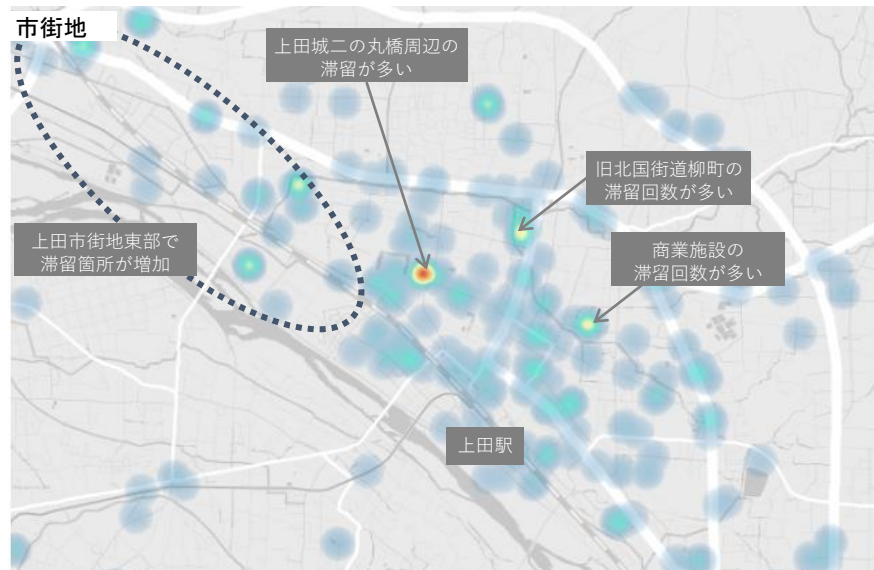 市街地
上田城二の丸橋周辺の
滞留が多い
旧北国街道柳町の
滞留回数が多い
上田市街地東部で
滞留箇所が増加
商業施設の
滞留回数が多い
上田駅